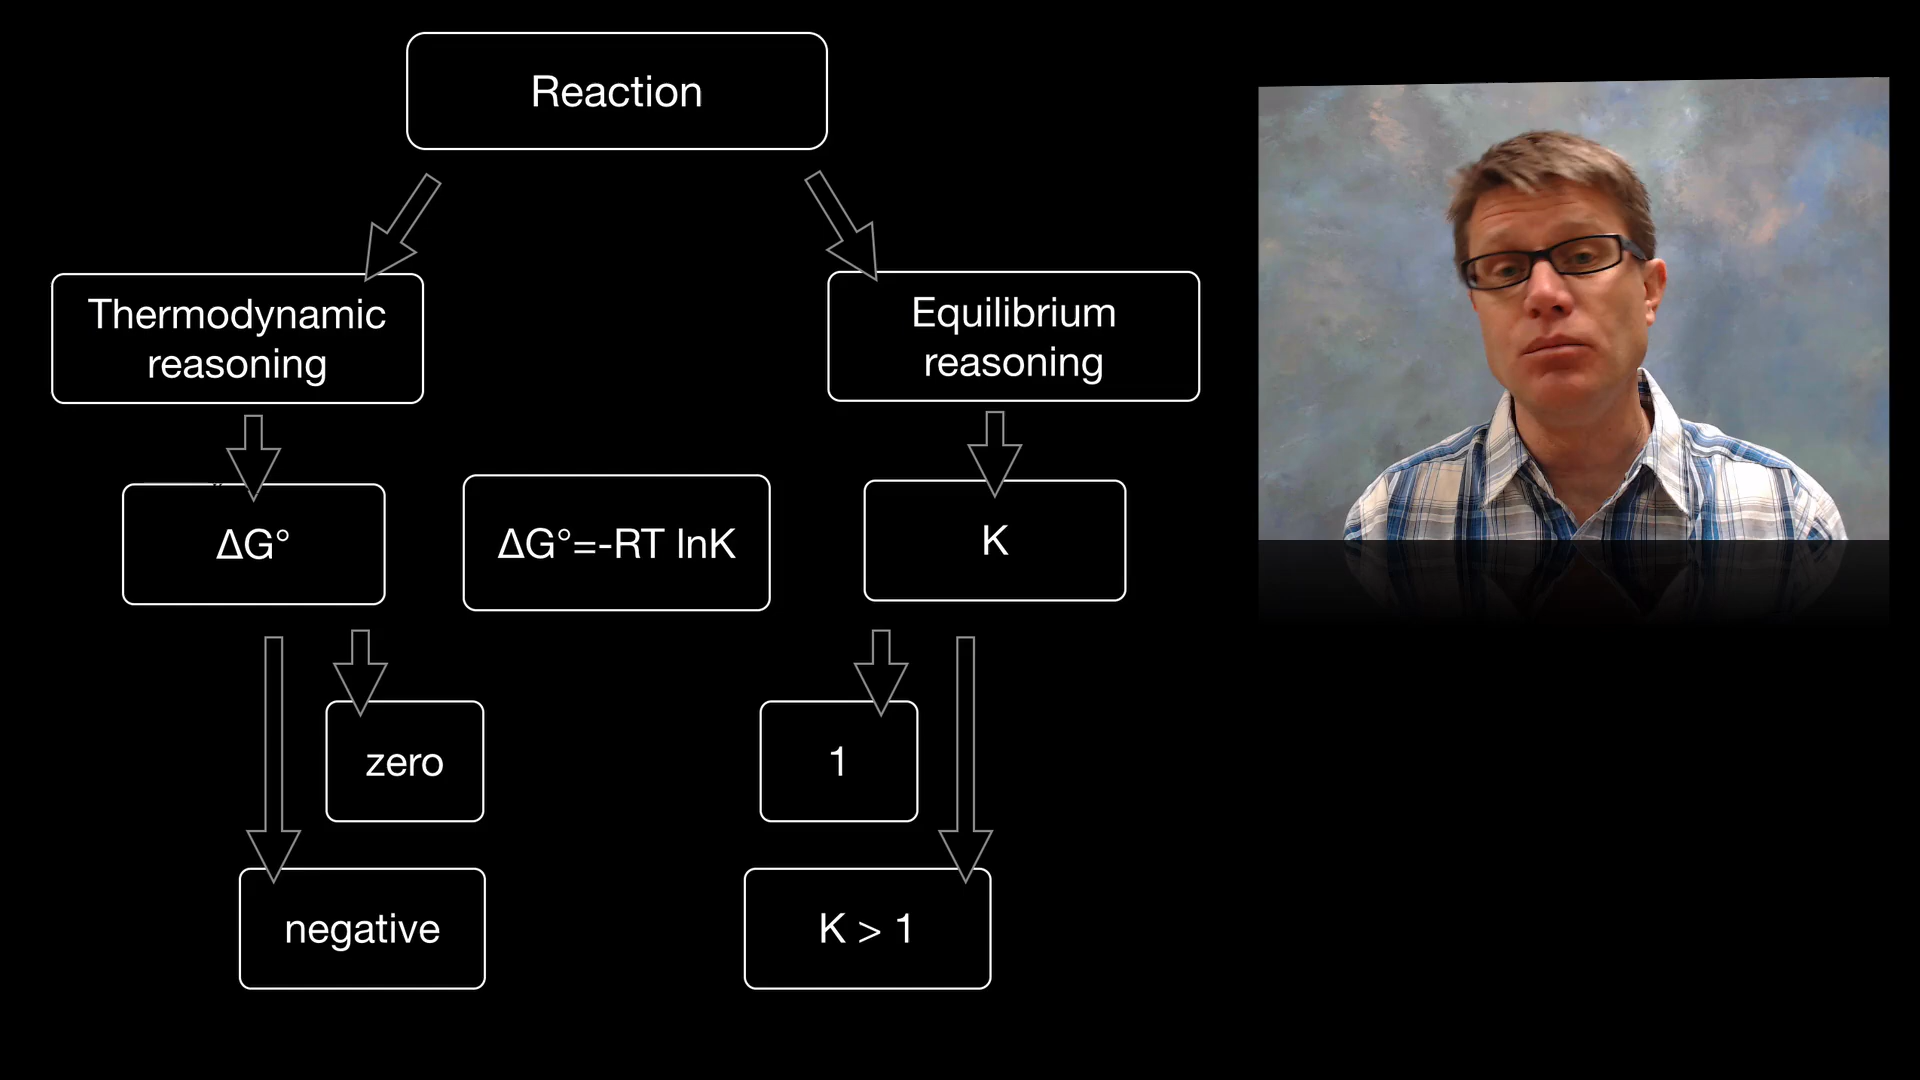 Reaction
Thermodynamic
reasoning
Equilibrium
reasoning
ΔG°
ΔG°=-RT lnK
K
zero
1
negative
K > 1